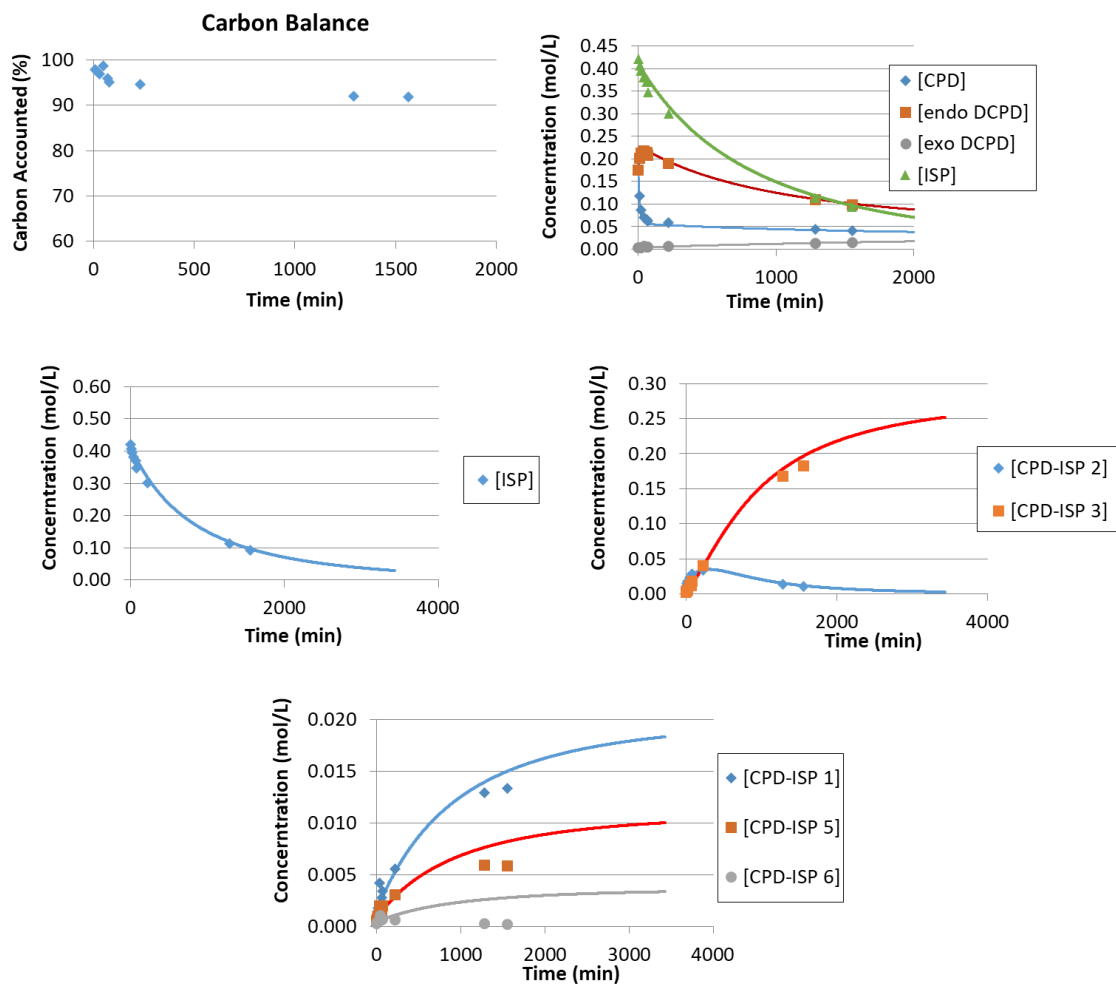 Carbon Balance
Carbon Accounted (%)
100
90
80
70
60
0
500
1000
1500
2000
Time (min)
Concerntration (mol/L)
0.45
0.40
0.35
0.30
0.25
0.20
0.15
0.10
0.05
0.00
0
1000
2000
Time (min)
[CPD]
[endo DCPD]
[exo DCPD]
[ISP]
Concerntration (mol/L)
0.60
0.50
0.40
0.30
0.20
0.10
0.00
0
2000
4000
Time (min)
[ISP]
Concerntration (mol/L)
0.30
0.25
0.20
0.15
0.10
0.05
0.00
0
2000
4000
Time (min)
[CPD-ISP 2]
[CPD-ISP 3]
Concerntration (mol/L)
0.020
0.015
0.010
0.005
0.000
0
1000
2000
3000
4000
Time (min)
[CPD-ISP 1]
[CPD-ISP 5]
[CPD-ISP 6]